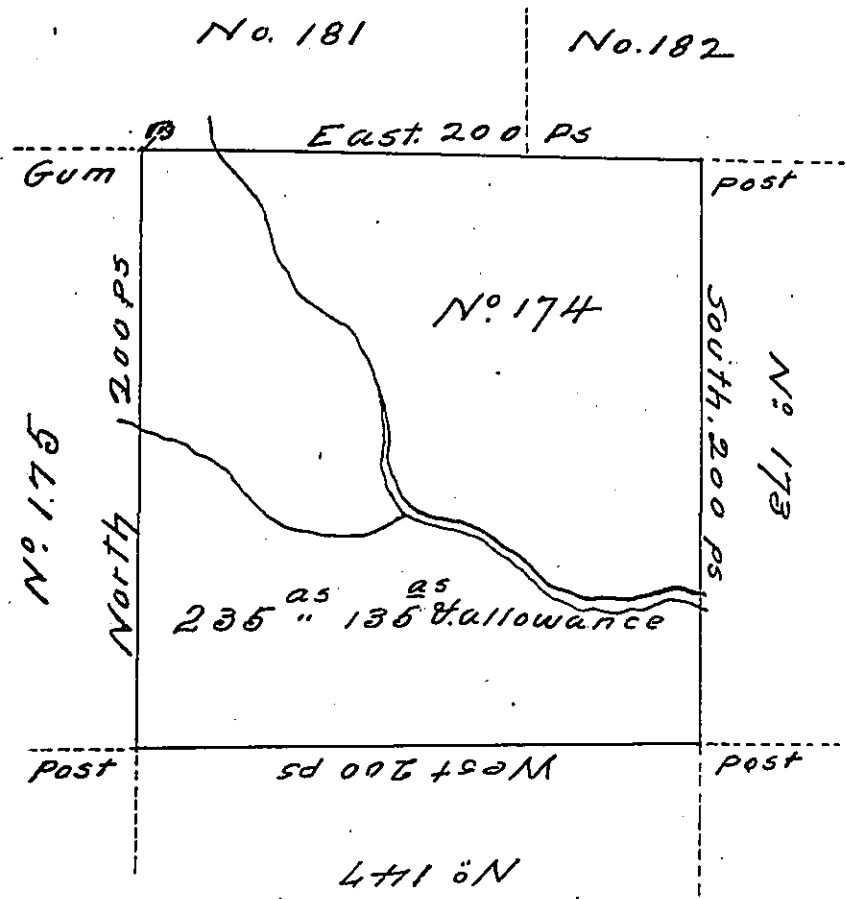 No. 181
No. 182
B
East. 200 Ps
Gum
Post
200 Ps
North
Nº 174
South. 200 ps
Nº 173
Nº 175
235 as " 135 as &.allowance
Post
West 200 ps
Post
Nº 147